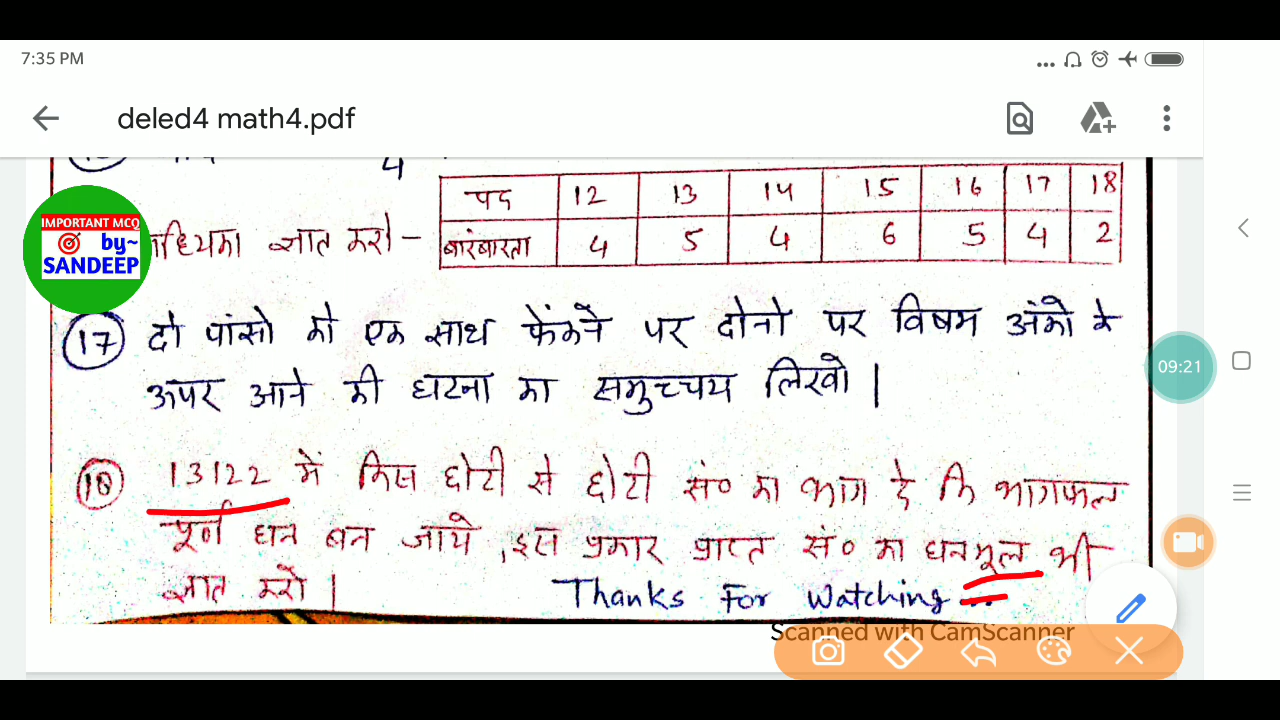 7:35 PM
deled4 math4.pdf
4
IMPORTANT MCQ
by~
SANDEEP
ज्ञात करो -
पद 12 13 14 15 16 17 18
बारंबारता 4 5 4 6 5 4 2
17 दो पांसो को एक साथ फेंकने पर दोनो पर विषम अंको के
ऊपर आने की घटना का समुच्चय लिखो |
09:21
18 13122 में किस छोटी से छोटी सं० का भाग दे कि भागफल
पूर्ण घन बन जाये, इस प्रकार प्राप्त सं० का घनमूल भी
ज्ञात करो |
Thanks For Watching...
Scanned with CamScanner